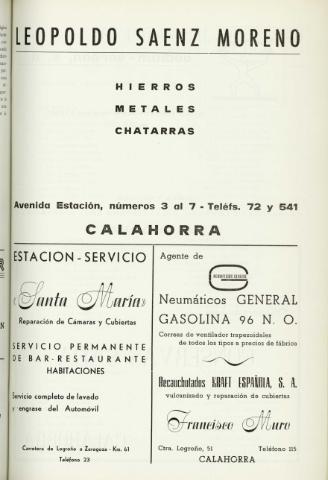 LEOPOLDO SAENZ MORENO
HIERROS
METALES
CHATARRAS
Avenida Estación, números 3 al 7 - Teléfs. 72 y 541
CALAHORRA
ESTACION - SERVICIO
«Santa María»
Reparación de Cámaras y Cubiertas
SERVICIO PERMANENTE
DE BAR - RESTAURANTE
HABITACIONES
Servicio completo de lavado
y engrase del Automóvil
Carretera de Logroño a Zaragoza - Km. 61
Teléfono 23
Agente de
Neumáticos GENERAL
GASOLINA 96 N. O.
Correas de ventilador trapezoidales
de todos los tipos a precios de fábrica
Recauchutados KRAFT ESPAÑOLA, S. A.
vulcanizado y reparación de cubiertas
Francisco Muro
Ctra. Logroño, 51 Teléfono 115
CALAHORRA